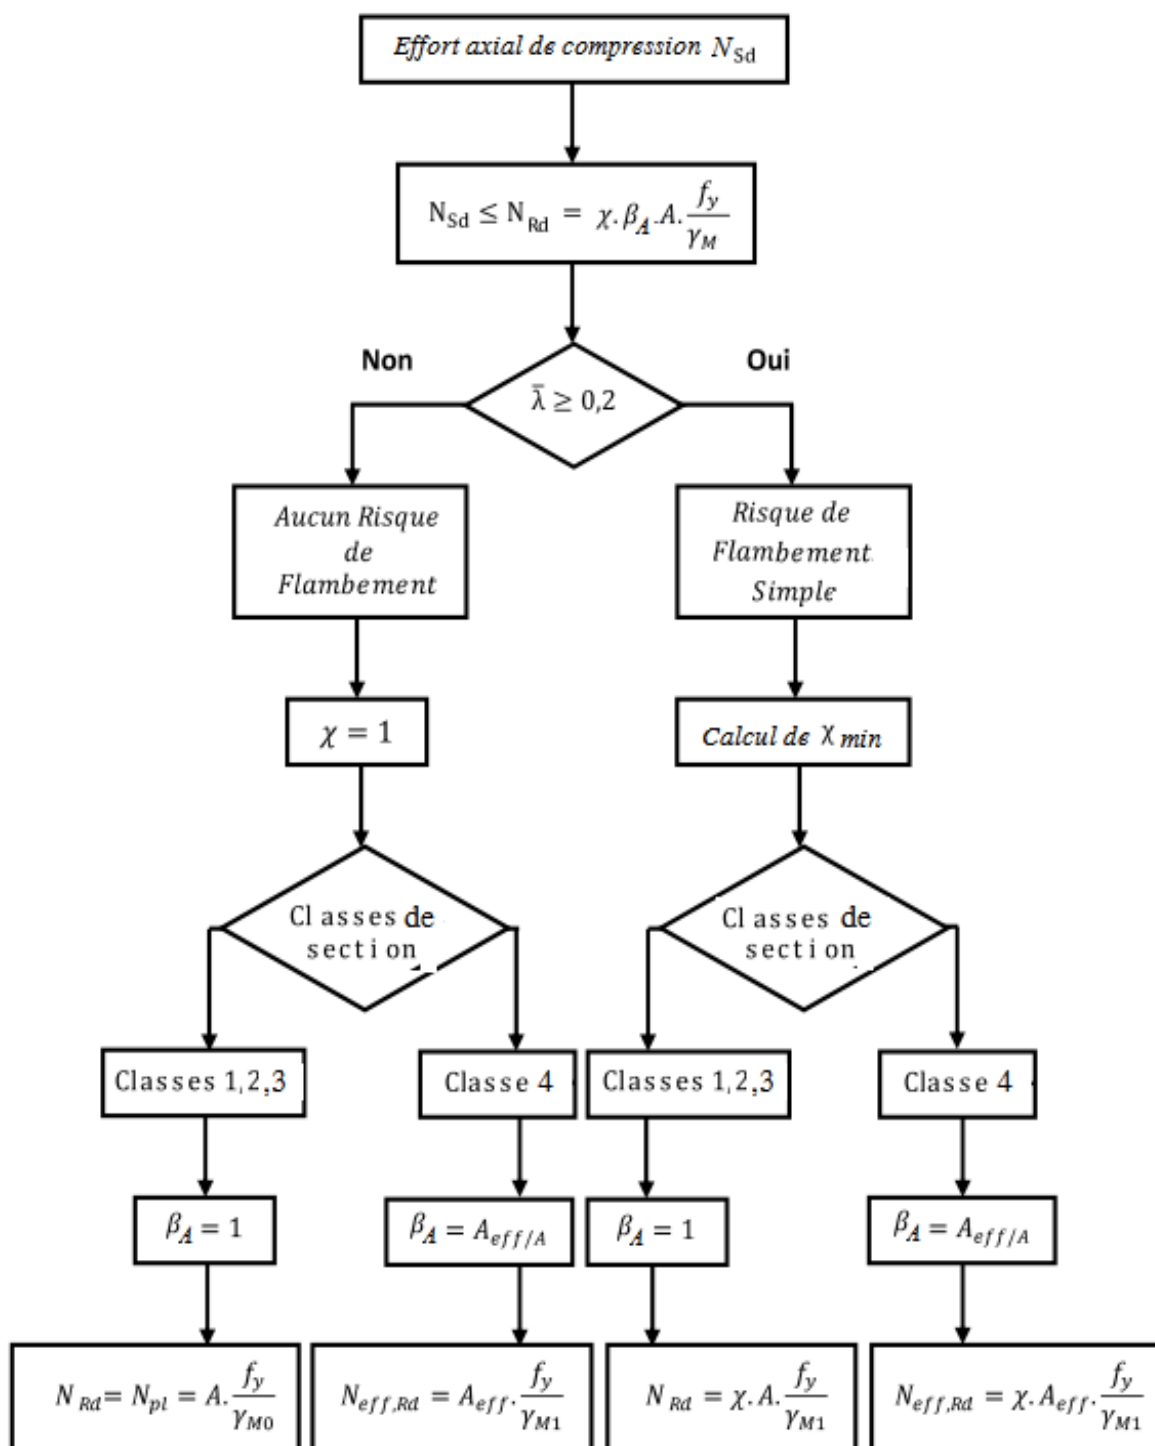 Effort axial de compression N_Sd
N_Sd ≤ N_Rd = χ. β_A. A. f_y / γ_M
Non
Oui
λ̄ ≥ 0,2
Aucun Risque
de
Flambement
Risque de
Flambement
Simple
χ = 1
Calcul de χ_min
Classes de
section
Classes de
section
Classes 1,2,3
Classe 4
Classes 1,2,3
Classe 4
β_A = 1
β_A = A_eff/A
β_A = 1
β_A = A_eff/A
N_Rd = N_pl = A. f_y / γ_M0
N_eff,Rd = A_eff. f_y / γ_M1
N_Rd = χ. A. f_y / γ_M1
N_eff,Rd = χ. A_eff. f_y / γ_M1